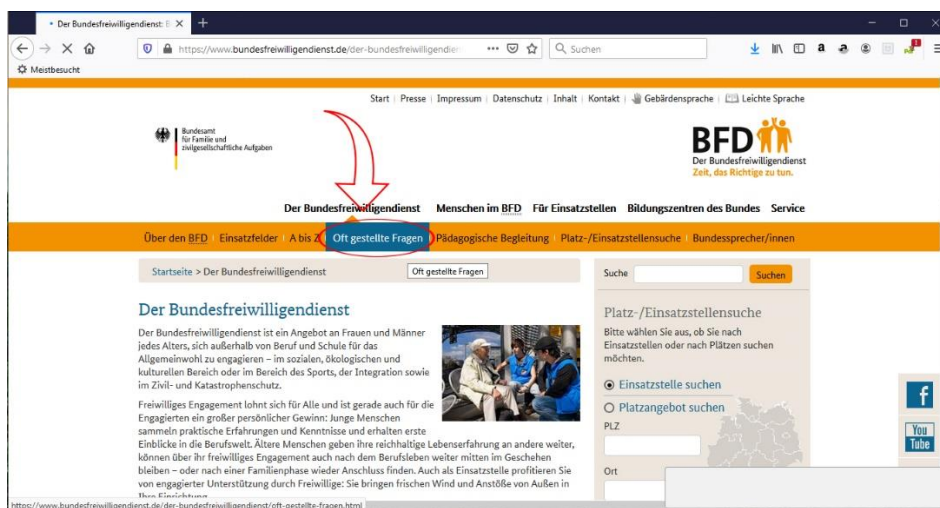 Der Bundesfreiwilligendienst: B
https://www.bundesfreiwilligendienst.de/der-bundesfreiwilligendien
Suchen
Meistbesucht
Start | Presse | Impressum | Datenschutz | Inhalt | Kontakt | Gebärdensprache | Leichte Sprache
Bundesamt
für Familie und
zivilgesellschaftliche Aufgaben
BFD
Der Bundesfreiwilligendienst
Zeit, das Richtige zu tun.
Der Bundesfreiwilligendienst Menschen im BFD Für Einsatzstellen Bildungszentren des Bundes Service
Über den BFD | Einsatzfelder | A bis Z | Oft gestellte Fragen | Pädagogische Begleitung | Platz-/Einsatzstellensuche | Bundessprecher/innen
Startseite > Der Bundesfreiwilligendienst
Oft gestellte Fragen
Suche
Suchen
Der Bundesfreiwilligendienst
Der Bundesfreiwilligendienst ist ein Angebot an Frauen und Männer
jedes Alters, sich außerhalb von Beruf und Schule für das
Allgemeinwohl zu engagieren – im sozialen, ökologischen und
kulturellen Bereich oder im Bereich des Sports, der Integration sowie
im Zivil- und Katastrophenschutz.
Freiwilliges Engagement lohnt sich für Alle und ist gerade auch für die
Engagierten ein großer persönlicher Gewinn: Junge Menschen
sammeln praktische Erfahrungen und Kenntnisse und erhalten erste
Einblicke in die Berufswelt. Ältere Menschen geben ihre reichhaltige Lebenserfahrung an andere weiter,
können über ihr freiwilliges Engagement auch nach dem Berufsleben weiter mitten im Geschehen
bleiben – oder nach einer Familienphase wieder Anschluss finden. Auch als Einsatzstelle profitieren Sie
von engagierter Unterstützung durch Freiwillige: Sie bringen frischen Wind und Anstöße von Außen in
Ihre Einrichtung.
Platz-/Einsatzstellensuche
Bitte wählen Sie aus, ob Sie nach
Einsatzstellen oder nach Plätzen suchen
möchten.
Einsatzstelle suchen
Platzangebot suchen
PLZ
Ort
f
You
Tube
https://www.bundesfreiwilligendienst.de/der-bundesfreiwilligendienst/oft-gestellte-fragen.html